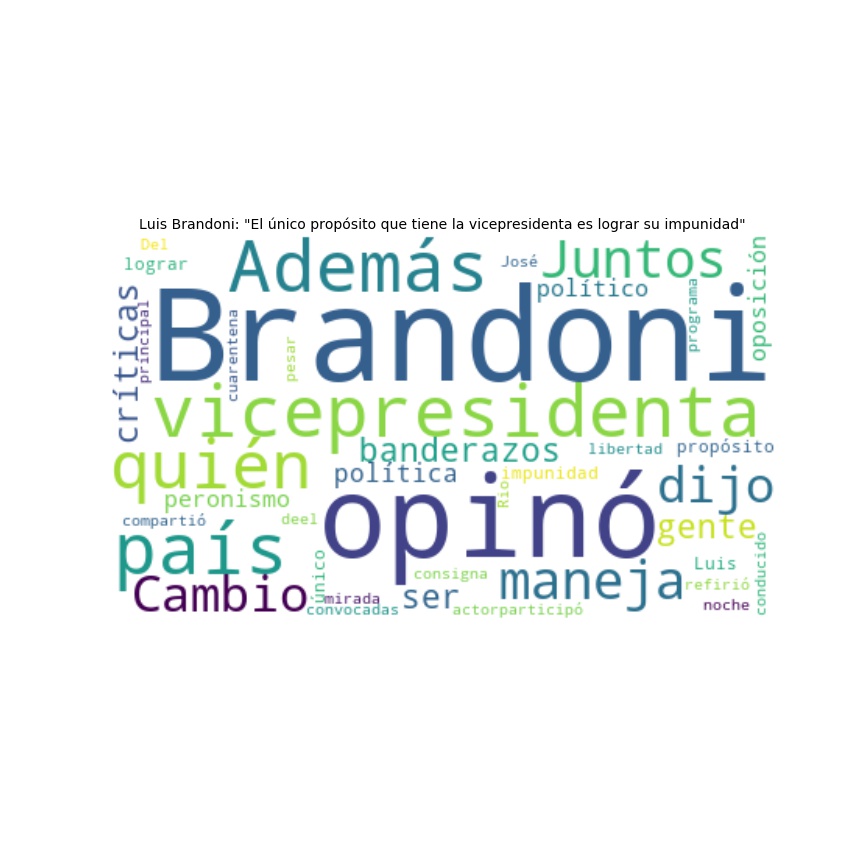 Luis Brandoni: "El único propósito que tiene la vicepresidenta es lograr su impunidad"
Del
lograr
Además
José
Juntos
oposición
político
programa
críticas
principal
Brandoni
cuarentena
pesar
vicepresidenta
quién
banderazos
libertad
propósito
política
impunidad
Rio
dijo
peronismo
opinó
gente
compartió
deel
país
único
consigna
maneja
Luis
refirió
conducido
Cambio
mirada
convocadas
ser
actorparticipó
noche